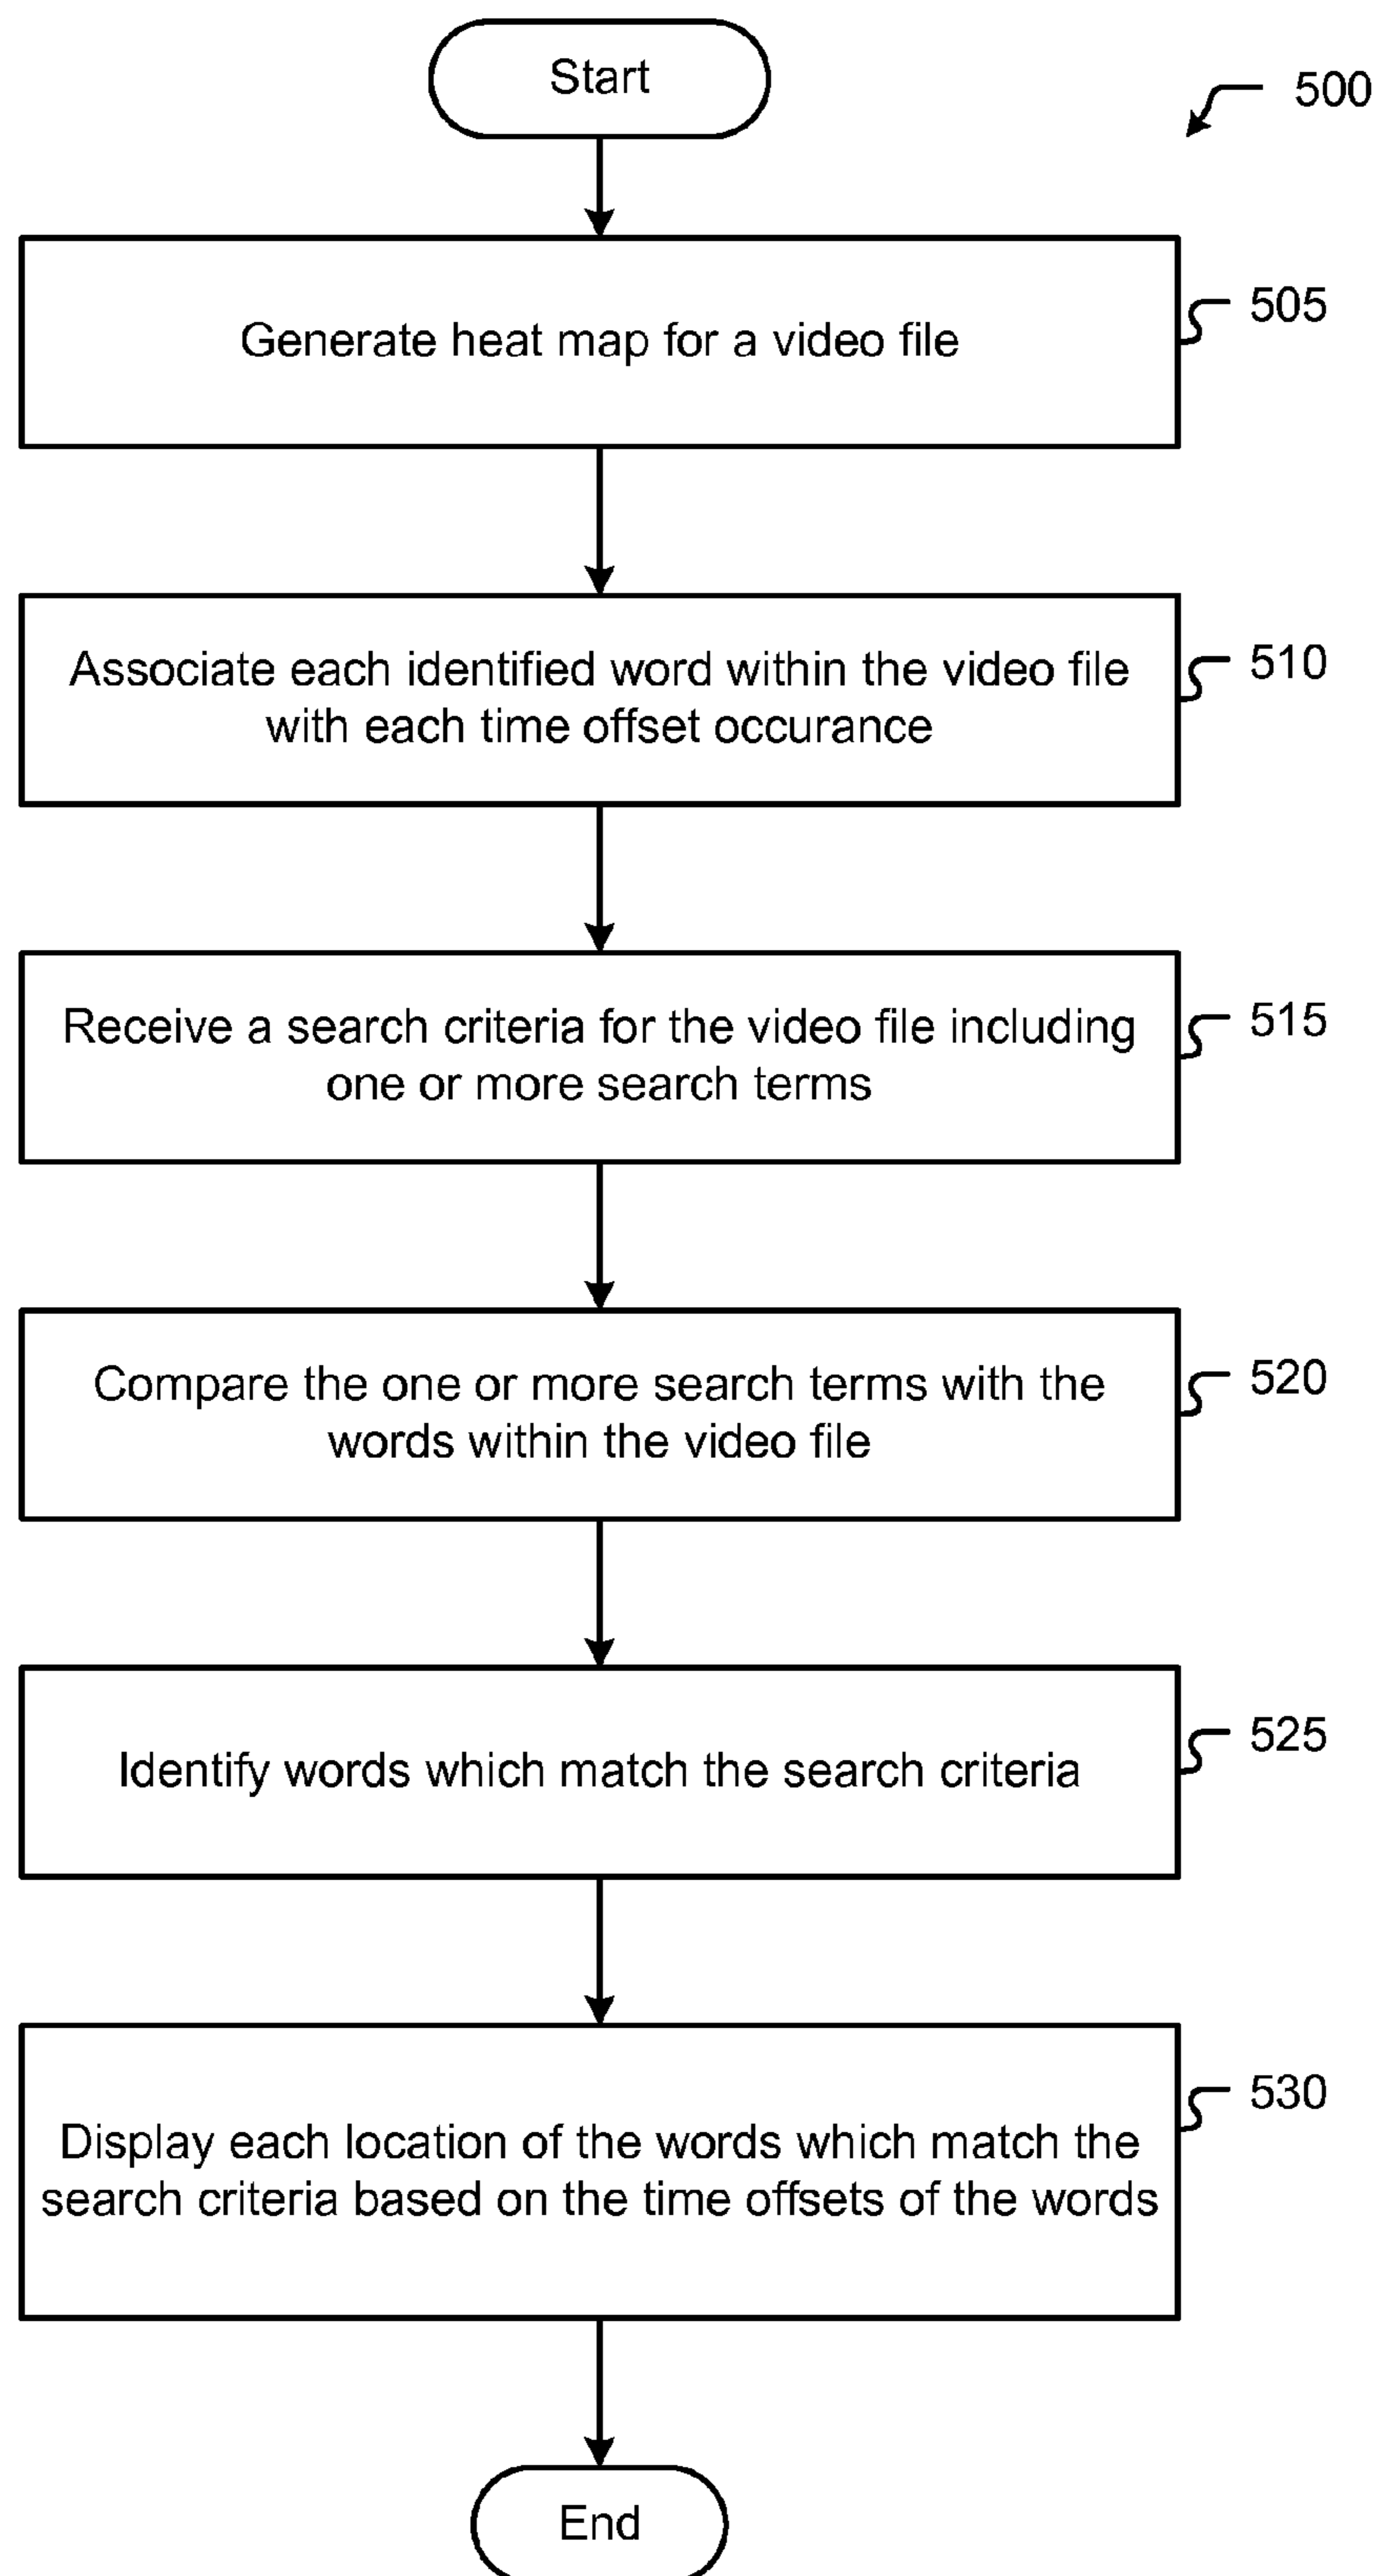 Start
500
Generate heat map for a video file
505
Associate each identified word within the video file
with each time offset occurance
510
Receive a search criteria for the video file including
one or more search terms
515
Compare the one or more search terms with the
words within the video file
520
Identify words which match the search criteria
525
Display each location of the words which match the
search criteria based on the time offsets of the words
530
End